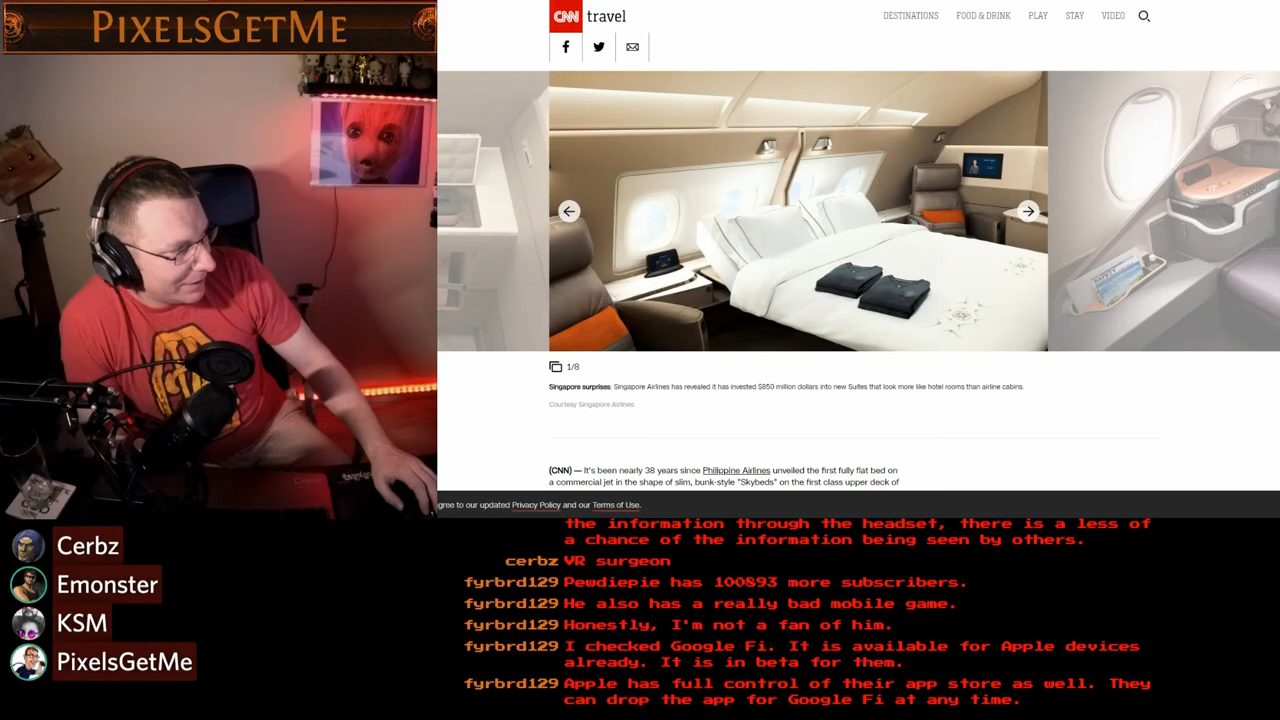 PIXELSGETME
CNN travel
DESTINATIONS FOOD & DRINK PLAY STAY VIDEO
1/8
Singapore surprises: Singapore Airlines has revealed it has invested $850 million dollars into new Suites that look more like hotel rooms than airline cabins.
Courtesy Singapore Airlines
(CNN) — It's been nearly 38 years since Philippine Airlines unveiled the first fully flat bed on
a commercial jet in the shape of slim, bunk-style "Skybeds" on the first class upper deck of
gree to our updated Privacy Policy and our Terms of Use.
Cerbz
Emonster
KSM
PixelsGetMe
the information through the headset, there is a less of
a chance of the information being seen by others.
cerbz VR surgeon
fyrbrd129 Pewdiepie has 100893 more subscribers.
fyrbrd129 He also has a really bad mobile game.
fyrbrd129 Honestly, I'm not a fan of him.
fyrbrd129 I checked Google Fi. It is available for Apple devices
already. It is in beta for them.
fyrbrd129 Apple has full control of their app store as well. They
can drop the app for Google Fi at any time.